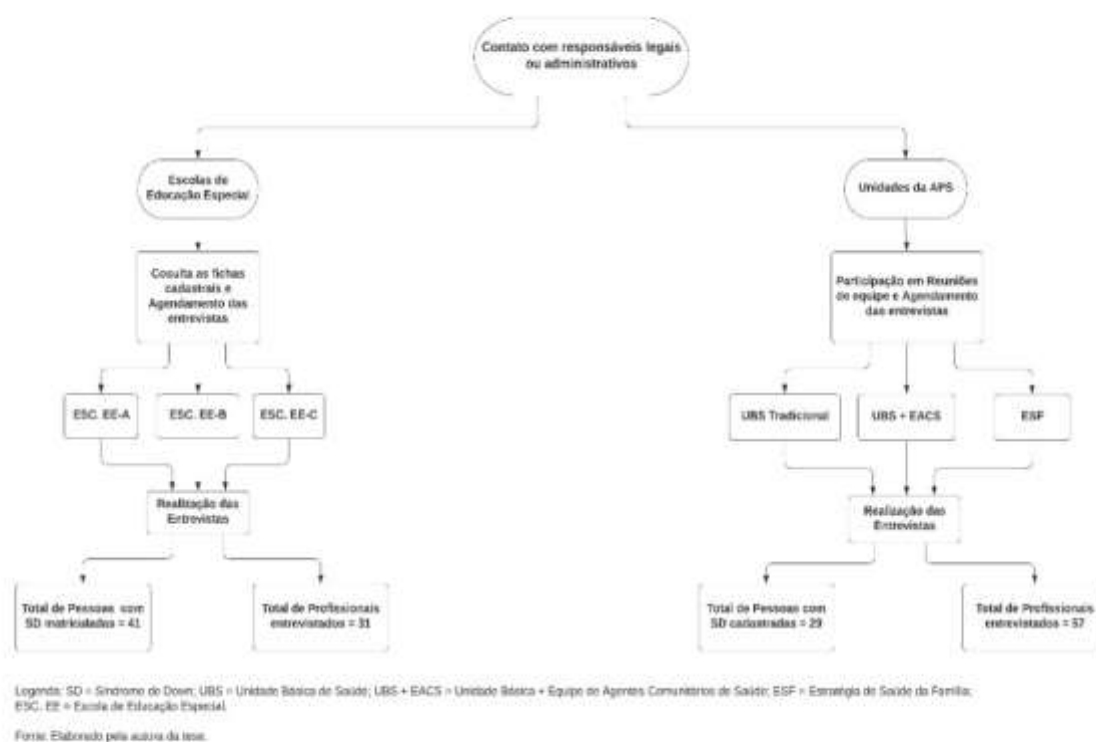 Contato com responsáveis legais
ou administrativos
Escolas de
Educação Especial
Unidades da APS
Cosulta as fichas
cadastrais e
Agendamento das
entrevistas
Participação em Reuniões
de equipe e Agendamento
das entrevistas
ESC. EE-A
ESC. EE-B
ESC. EE-C
UBS Tradicional
UBS + EACS
ESF
Realização das
Entrevistas
Realização das
Entrevistas
Total de Pessoas com
SD matriculadas = 41
Total de Profissionais
entrevistados = 31
Total de Pessoas com
SD cadastradas = 29
Total de Profissionais
entrevistados = 57
Legenda: SD = Síndrome de Down; UBS = Unidade Básica de Saúde; UBS + EACS = Unidade Básica + Equipe de Agentes Comunitários de Saúde; ESF = Estratégia de Saúde da Família;
ESC. EE = Escola de Educação Especial.
Fonte: Elaborado pela autora da tese.